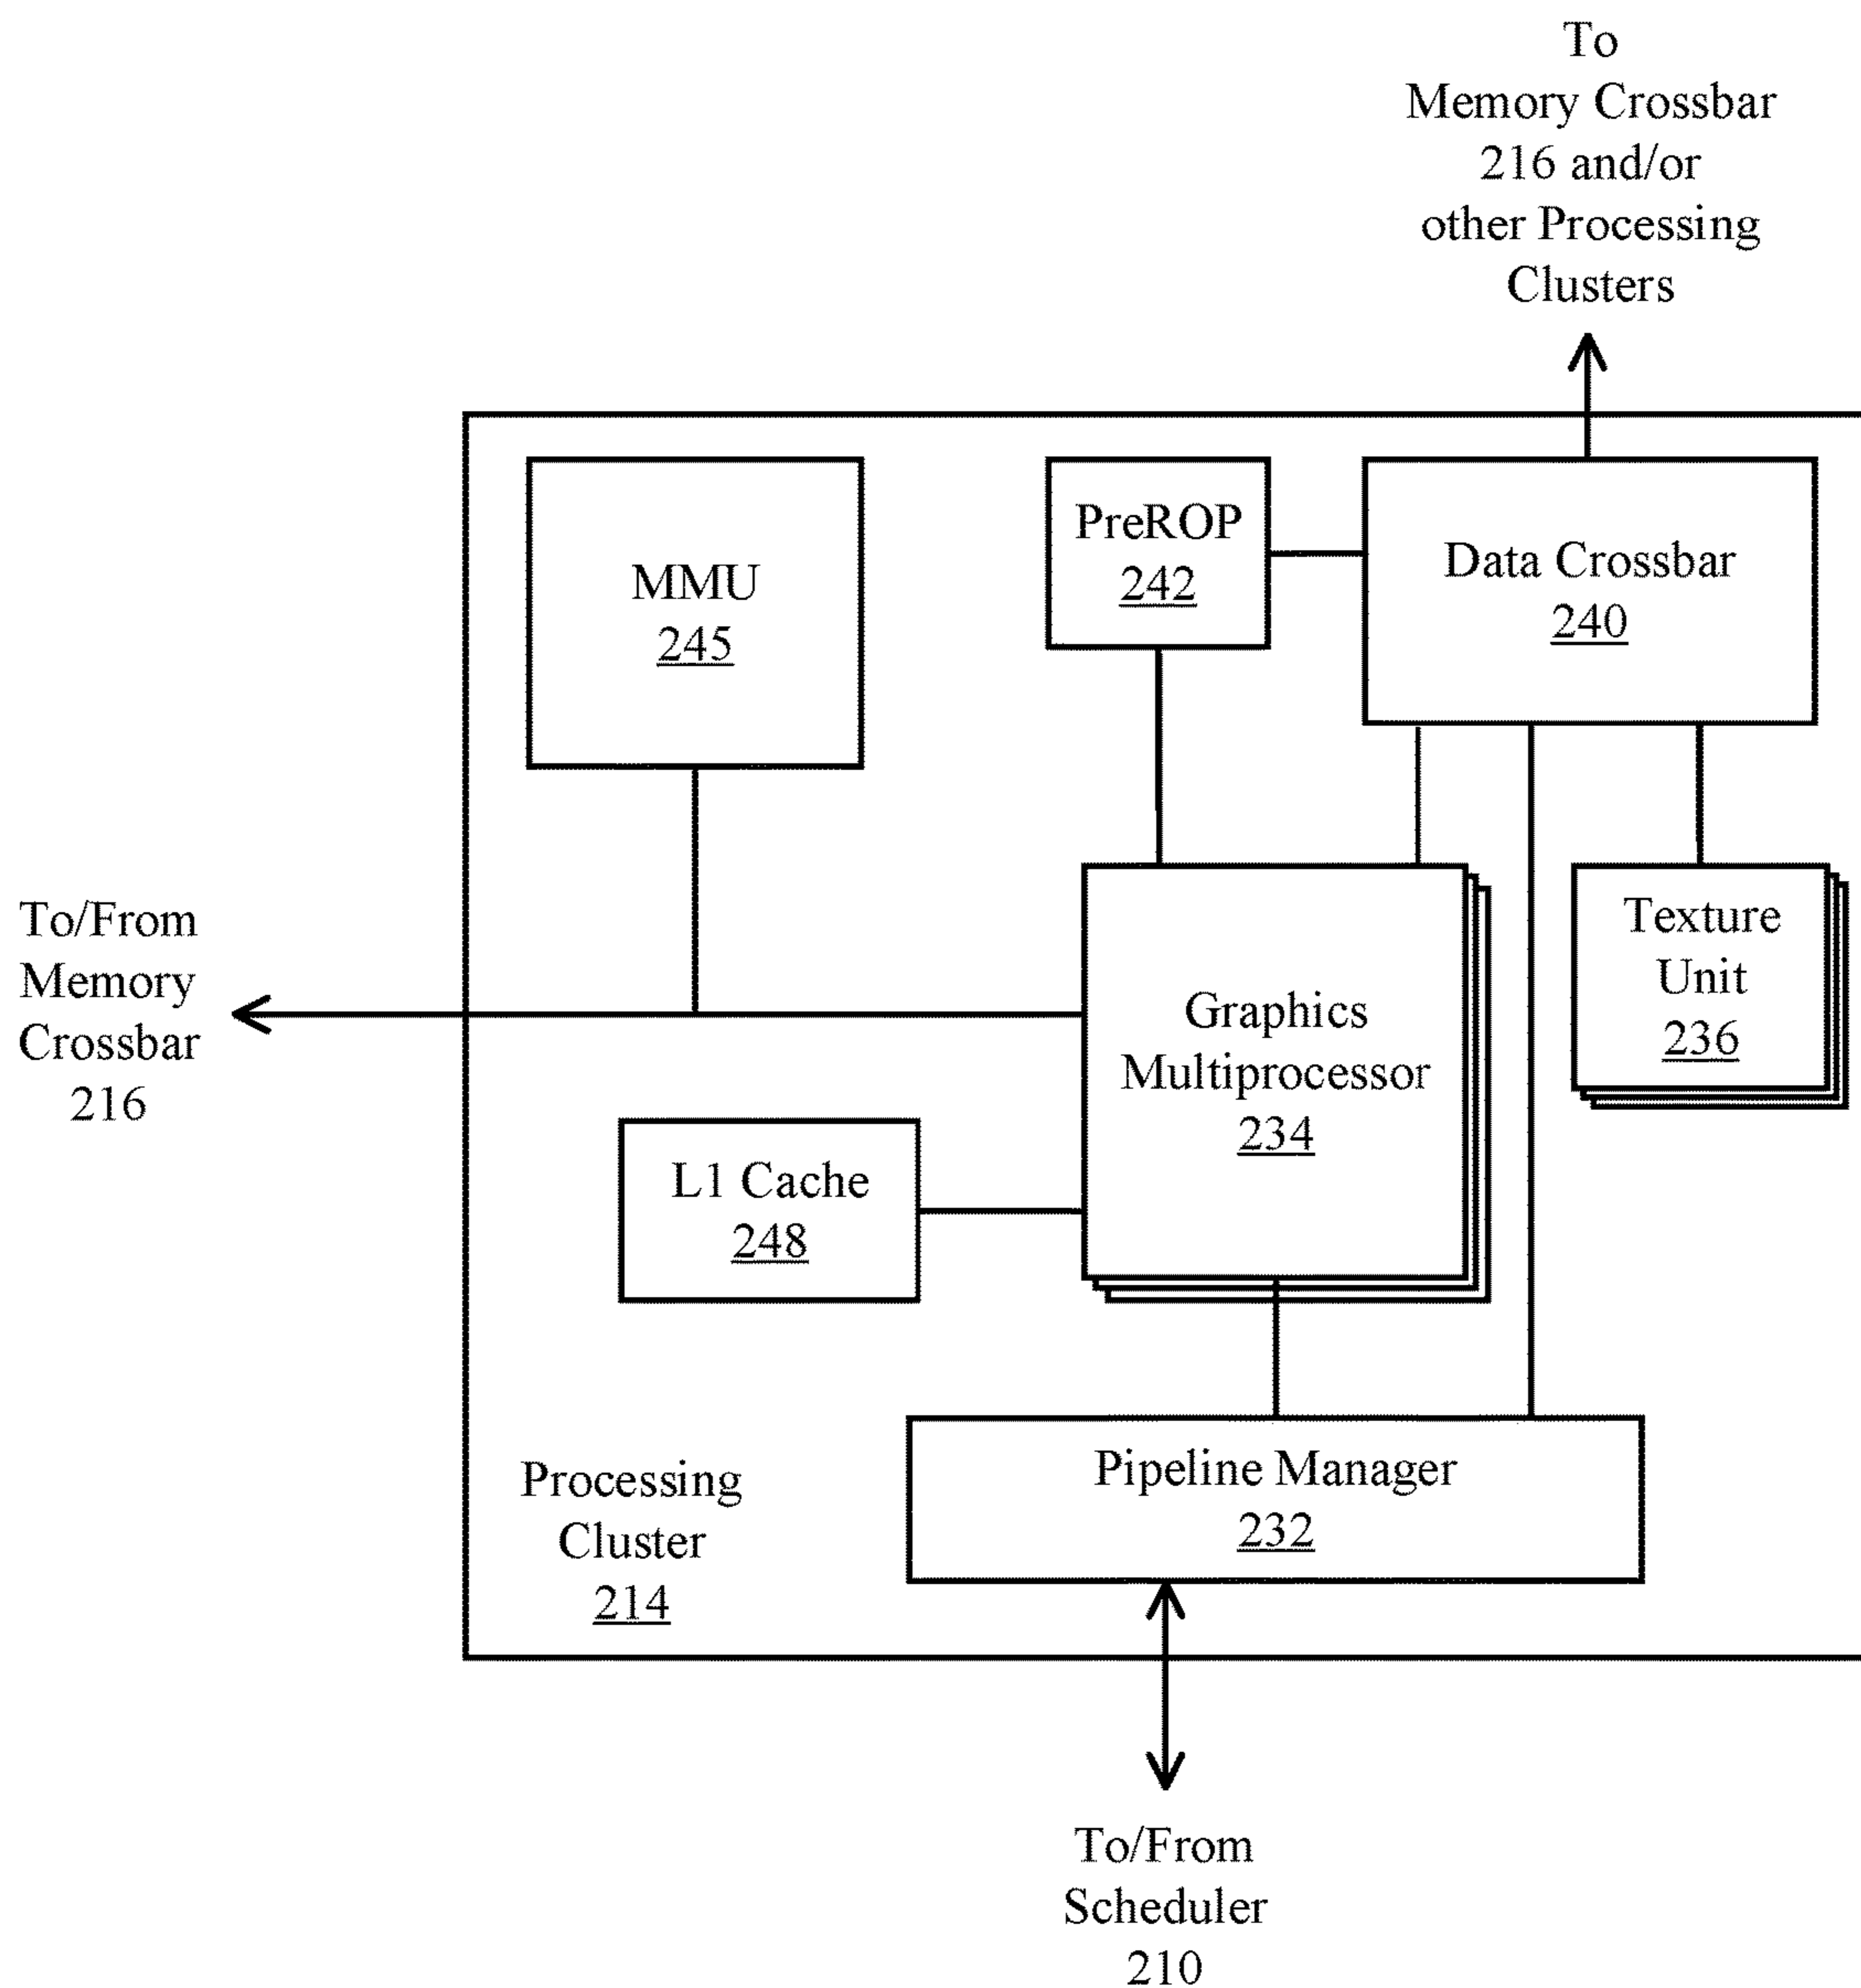 To
Memory Crossbar
216 and/or
other Processing
Clusters
MMU
245
PreROP
242
Data Crossbar
240
To/From
Memory
Crossbar
216
Graphics
Multiprocessor
234
Texture
Unit
236
L1 Cache
248
Processing
Cluster
214
Pipeline Manager
232
To/From
Scheduler
210